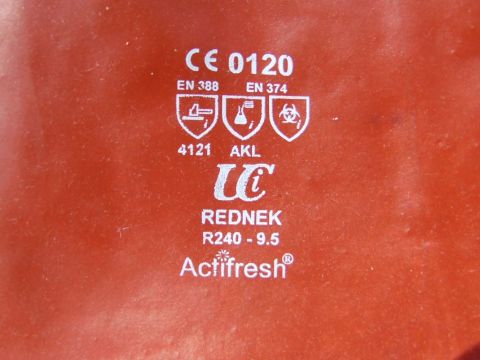 CE 0120
EN 388 EN 374
i i i
4121 AKL
UCi
REDNEK
R240 - 9.5
Actifresh®